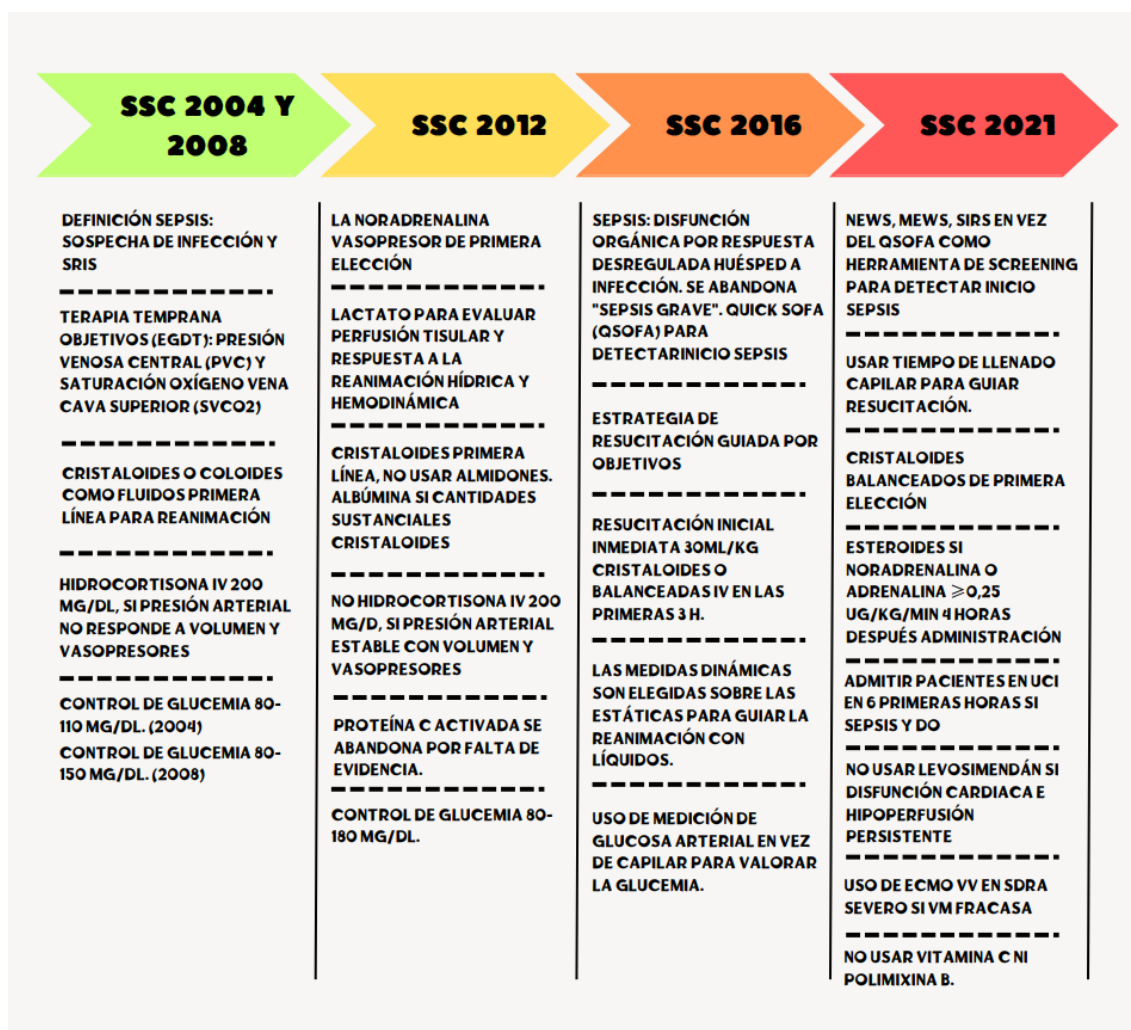 SSC 2004 Y
2008
SSC 2012
SSC 2016
SSC 2021
DEFINICIÓN SEPSIS:
SOSPECHA DE INFECCIÓN Y
SRIS
TERAPIA TEMPRANA
OBJETIVOS (EGDT): PRESIÓN
VENOSA CENTRAL (PVC) Y
SATURACIÓN OXÍGENO VENA
CAVA SUPERIOR (SVCO2)
CRISTALOIDES O COLOIDES
COMO FLUIDOS PRIMERA
LÍNEA PARA REANIMACIÓN
HIDROCORTISONA IV 200
MG/DL, SI PRESIÓN ARTERIAL
NO RESPONDE A VOLUMEN Y
VASOPRESORES
CONTROL DE GLUCEMIA 80-
110 MG/DL. (2004)
CONTROL DE GLUCEMIA 80-
150 MG/DL. (2008)
LA NORADRENALINA
VASOPRESOR DE PRIMERA
ELECCIÓN
LACTATO PARA EVALUAR
PERFUSIÓN TISULAR Y
RESPUESTA A LA
REANIMACIÓN HÍDRICA Y
HEMODINÁMICA
CRISTALOIDES PRIMERA
LÍNEA, NO USAR ALMIDONES.
ALBÚMINA SI CANTIDADES
SUSTANCIALES
CRISTALOIDES
NO HIDROCORTISONA IV 200
MG/D, SI PRESIÓN ARTERIAL
ESTABLE CON VOLUMEN Y
VASOPRESORES
PROTEÍNA C ACTIVADA SE
ABANDONA POR FALTA DE
EVIDENCIA.
CONTROL DE GLUCEMIA 80-
180 MG/DL.
SEPSIS: DISFUNCIÓN
ORGÁNICA POR RESPUESTA
DESREGULADA HUÉSPED A
INFECCIÓN. SE ABANDONA
"SEPSIS GRAVE". QUICK SOFA
(QSOFA) PARA
DETECTARINICIO SEPSIS
ESTRATEGIA DE
RESUCITACIÓN GUIADA POR
OBJETIVOS
RESUCITACIÓN INICIAL
INMEDIATA 30ML/KG
CRISTALOIDES O
BALANCEADAS IV EN LAS
PRIMERAS 3 H.
LAS MEDIDAS DINÁMICAS
SON ELEGIDAS SOBRE LAS
ESTÁTICAS PARA GUIAR LA
REANIMACIÓN CON
LÍQUIDOS.
USO DE MEDICIÓN DE
GLUCOSA ARTERIAL EN VEZ
DE CAPILAR PARA VALORAR
LA GLUCEMIA.
NEWS, MEWS, SIRS EN VEZ
DEL QSOFA COMO
HERRAMIENTA DE SCREENING
PARA DETECTAR INICIO
SEPSIS
USAR TIEMPO DE LLENADO
CAPILAR PARA GUIAR
RESUCITACIÓN.
CRISTALOIDES
BALANCEADOS DE PRIMERA
ELECCIÓN
ESTEROIDES SI
NORADRENALINA O
ADRENALINA ⩾0,25
UG/KG/MIN 4 HORAS
DESPUÉS ADMINISTRACIÓN
ADMITIR PACIENTES EN UCI
EN 6 PRIMERAS HORAS SI
SEPSIS Y DO
NO USAR LEVOSIMENDÁN SI
DISFUNCIÓN CARDIACA E
HIPOPERFUSIÓN
PERSISTENTE
USO DE ECMO VV EN SDRA
SEVERO SI VM FRACASA
NO USAR VITAMINA C NI
POLIMIXINA B.